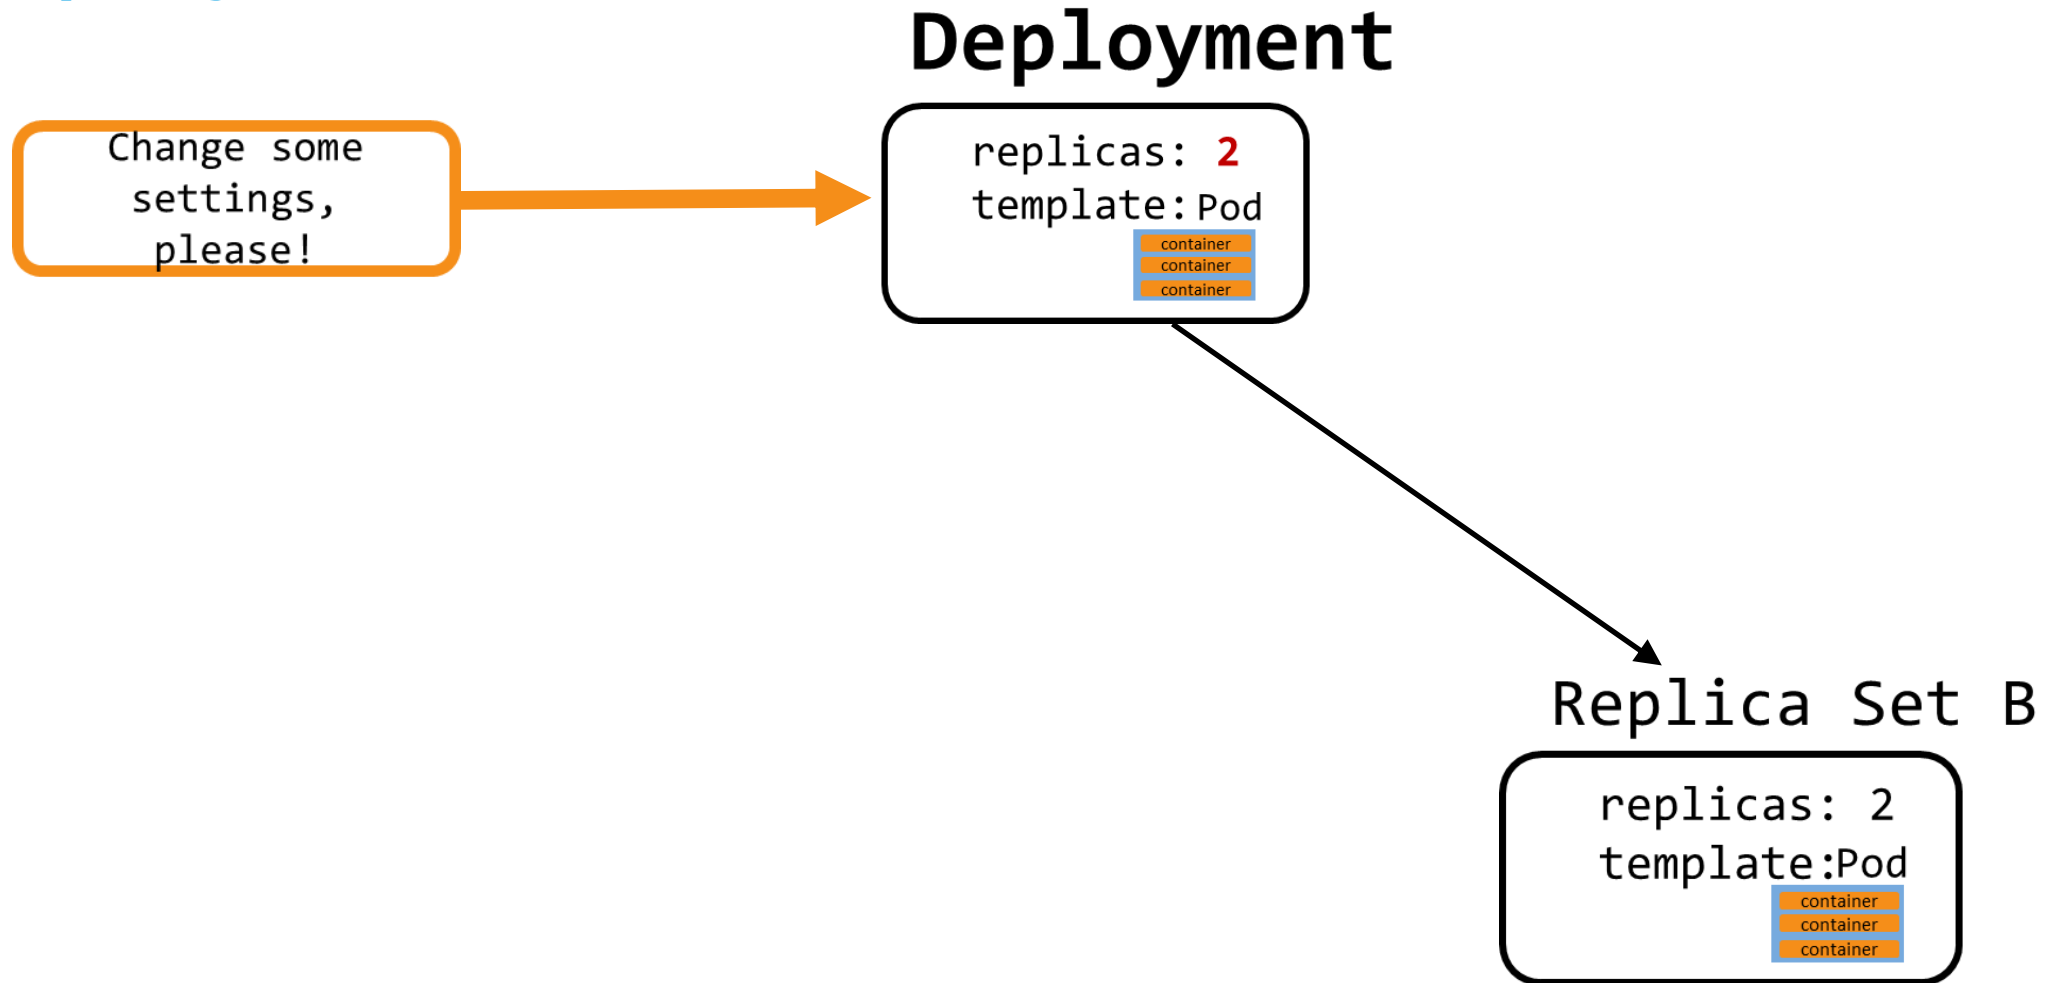 Deployment
Change some
settings,
please!
replicas: 2
template: Pod
container
container
container
Replica Set B
replicas: 2
template:Pod
container
container
container